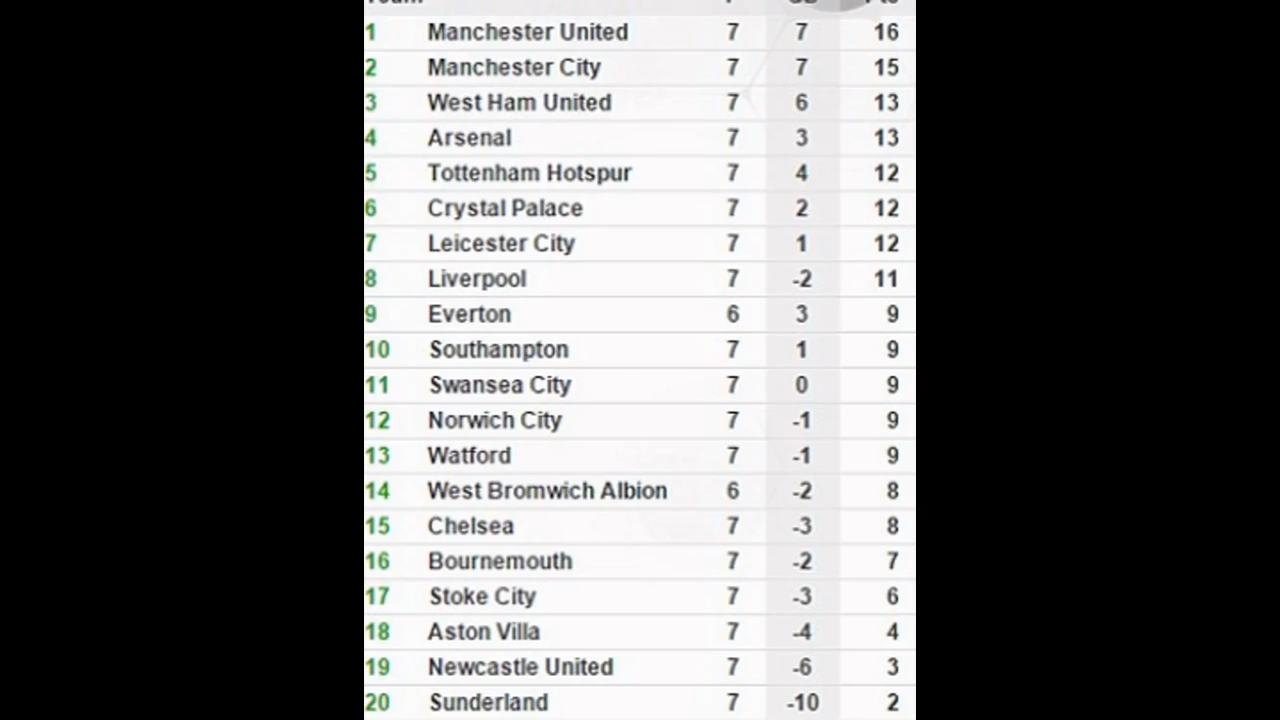 1 Manchester United 7 7 16
2 Manchester City 7 7 15
3 West Ham United 7 6 13
4 Arsenal 7 3 13
5 Tottenham Hotspur 7 4 12
6 Crystal Palace 7 2 12
7 Leicester City 7 1 12
8 Liverpool 7 -2 11
9 Everton 6 3 9
10 Southampton 7 1 9
11 Swansea City 7 0 9
12 Norwich City 7 -1 9
13 Watford 7 -1 9
14 West Bromwich Albion 6 -2 8
15 Chelsea 7 -3 8
16 Bournemouth 7 -2 7
17 Stoke City 7 -3 6
18 Aston Villa 7 -4 4
19 Newcastle United 7 -6 3
20 Sunderland 7 -10 2